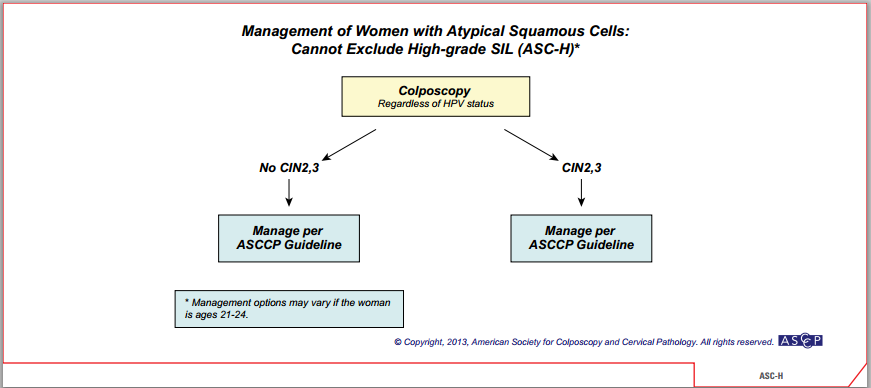 Management of Women with Atypical Squamous Cells:
Cannot Exclude High-grade SIL (ASC-H)*
Colposcopy
Regardless of HPV status
No CIN2,3
CIN2,3
Manage per
ASCCP Guideline
Manage per
ASCCP Guideline
* Management options may vary if the woman
is ages 21-24.
© Copyright, 2013, American Society for Colposcopy and Cervical Pathology. All rights reserved.
ASCCP
ASC-H